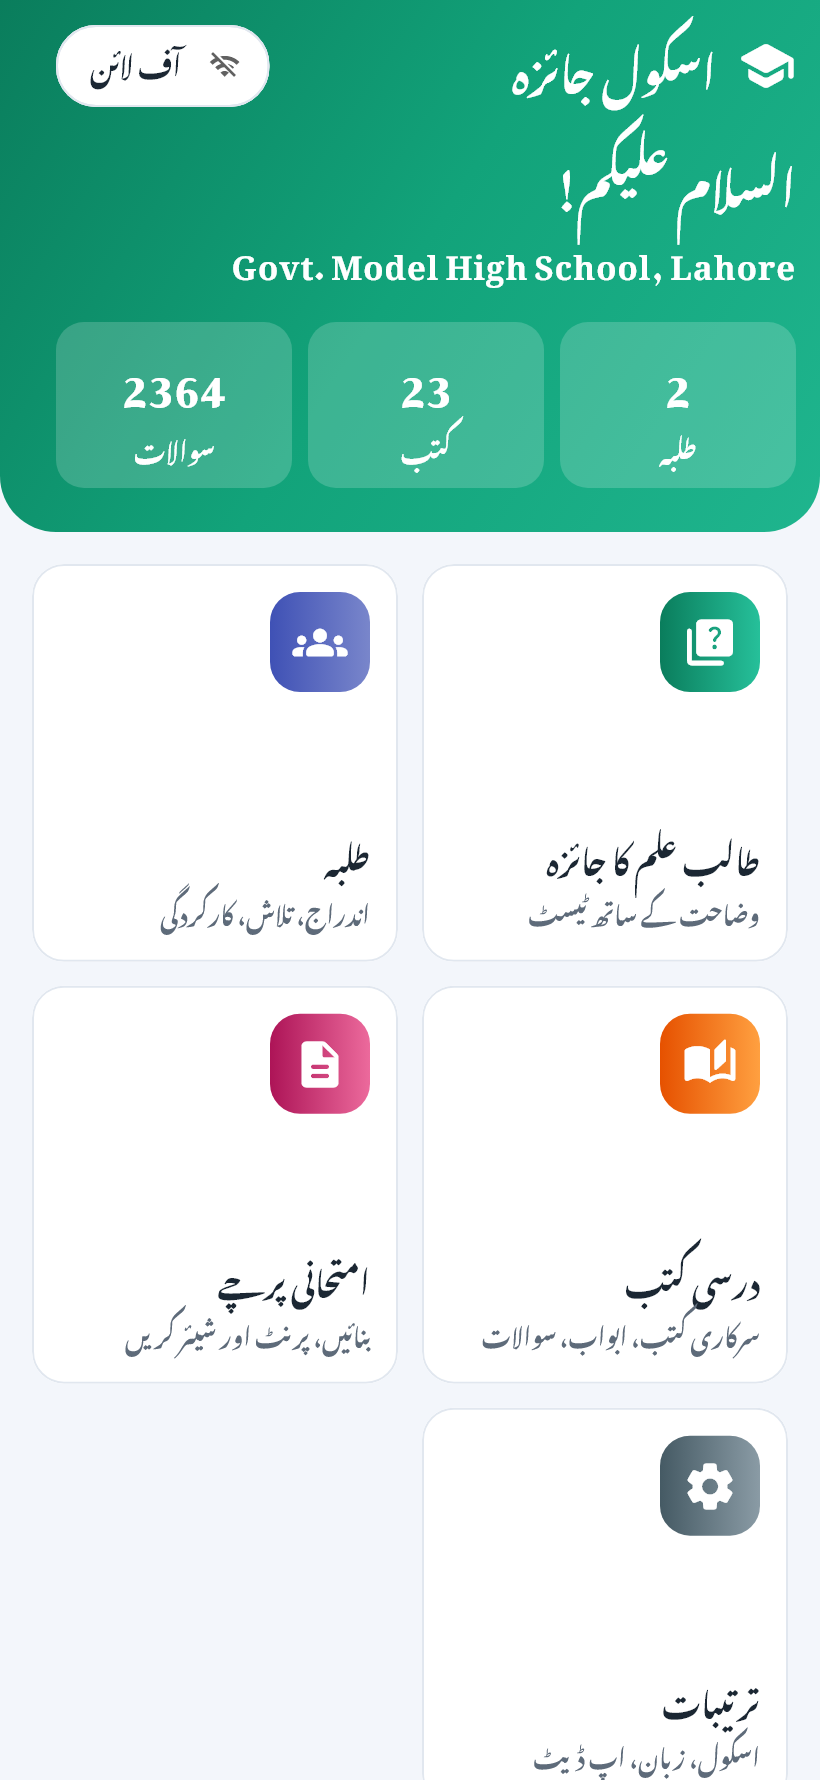 اسکول جائزہ
آف لائن
السلام علیکم!
Govt. Model High School, Lahore
2
طلبہ
23
کتب
2364
سوالات
طالب علم کا جائزہ
وضاحت کے ساتھ ٹیسٹ
طلبہ
اندراج، تلاش، کارکردگی
درسی کتب
سرکاری کتب، ابواب، سوالات
امتحانی پرچے
بنائیں، پرنٹ اور شیئر کریں
ترتیبات
اسکول، زبان، اپ ڈیٹ